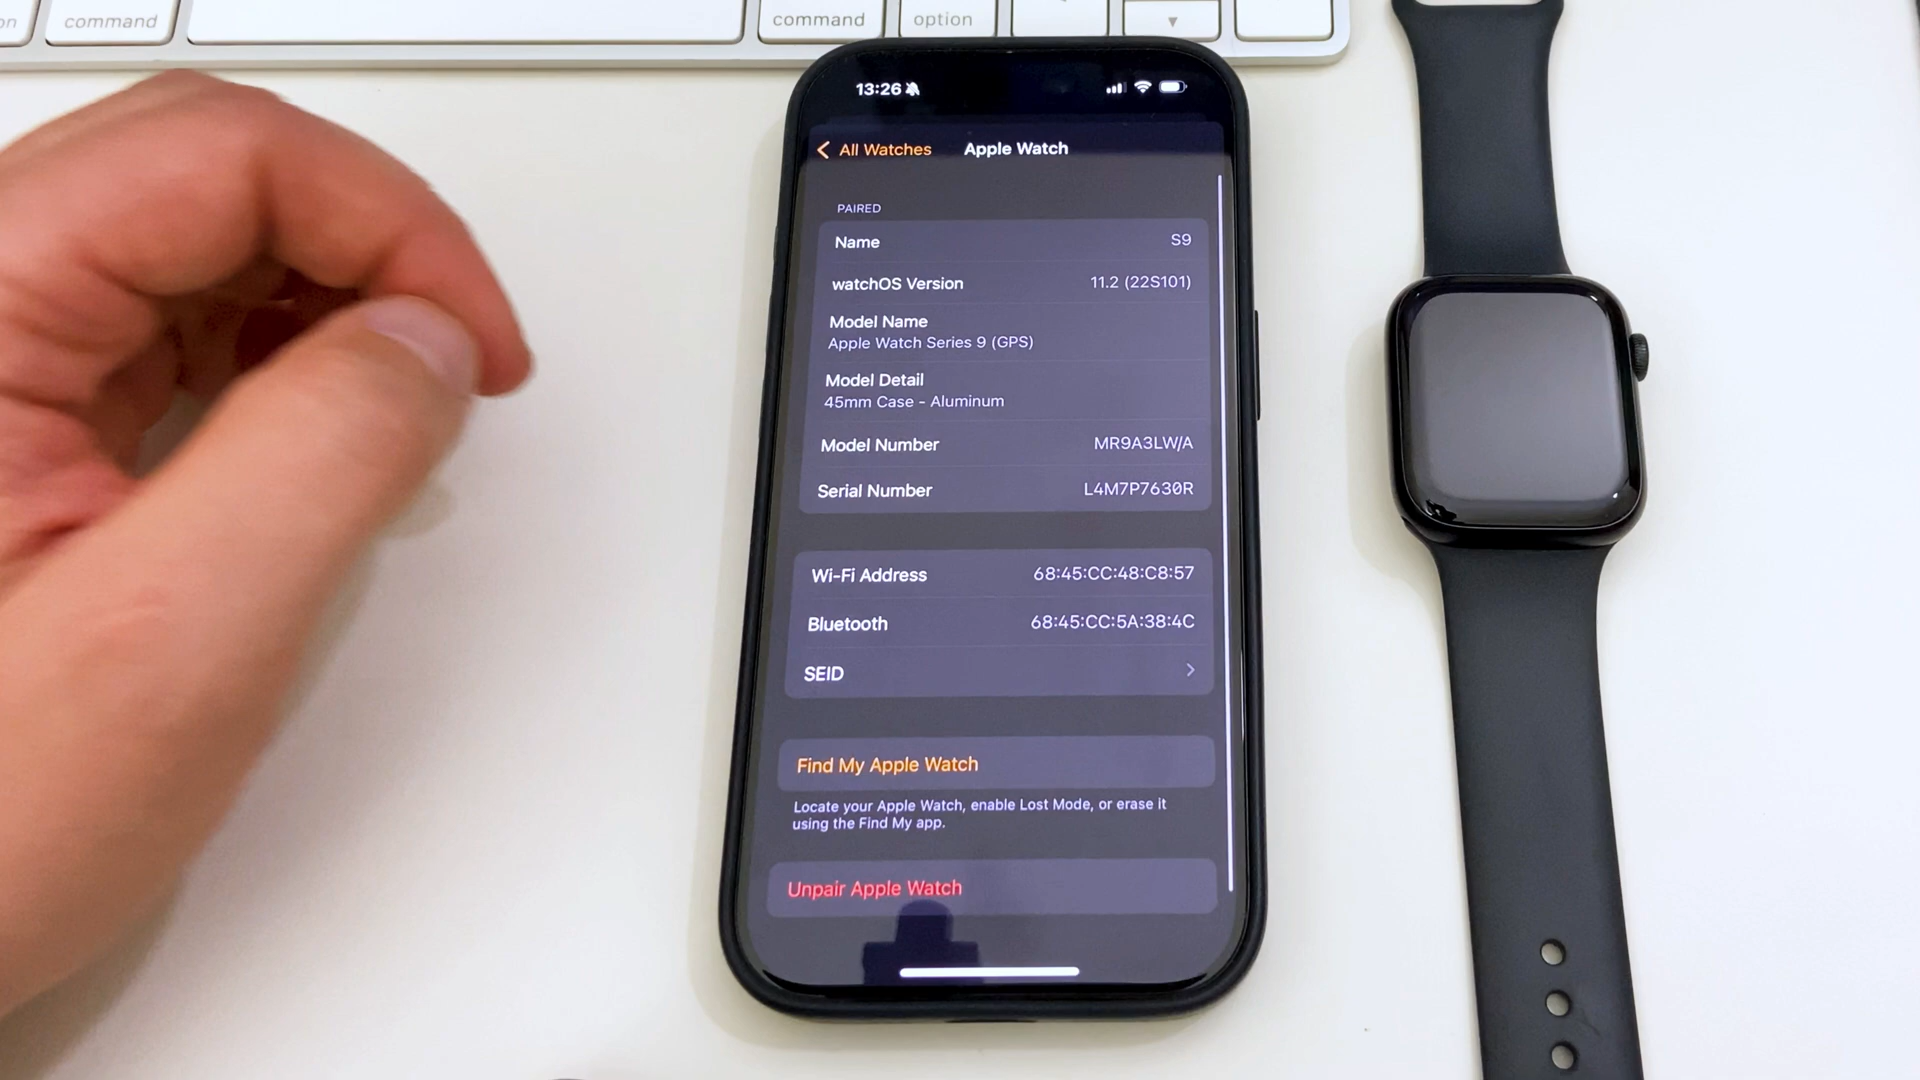 command
command
option
▼
13:26
All Watches
Apple Watch
PAIRED
Name
S9
watchOS Version
11.2 (22S101)
Model Name
Apple Watch Series 9 (GPS)
Model Detail
45mm Case - Aluminum
Model Number
MR9A3LW/A
Serial Number
L4M7P7630R
Wi-Fi Address
68:45:CC:48:C8:57
Bluetooth
68:45:CC:5A:38:4C
SEID
Find My Apple Watch
Locate your Apple Watch, enable Lost Mode, or erase it
using the Find My app.
Unpair Apple Watch